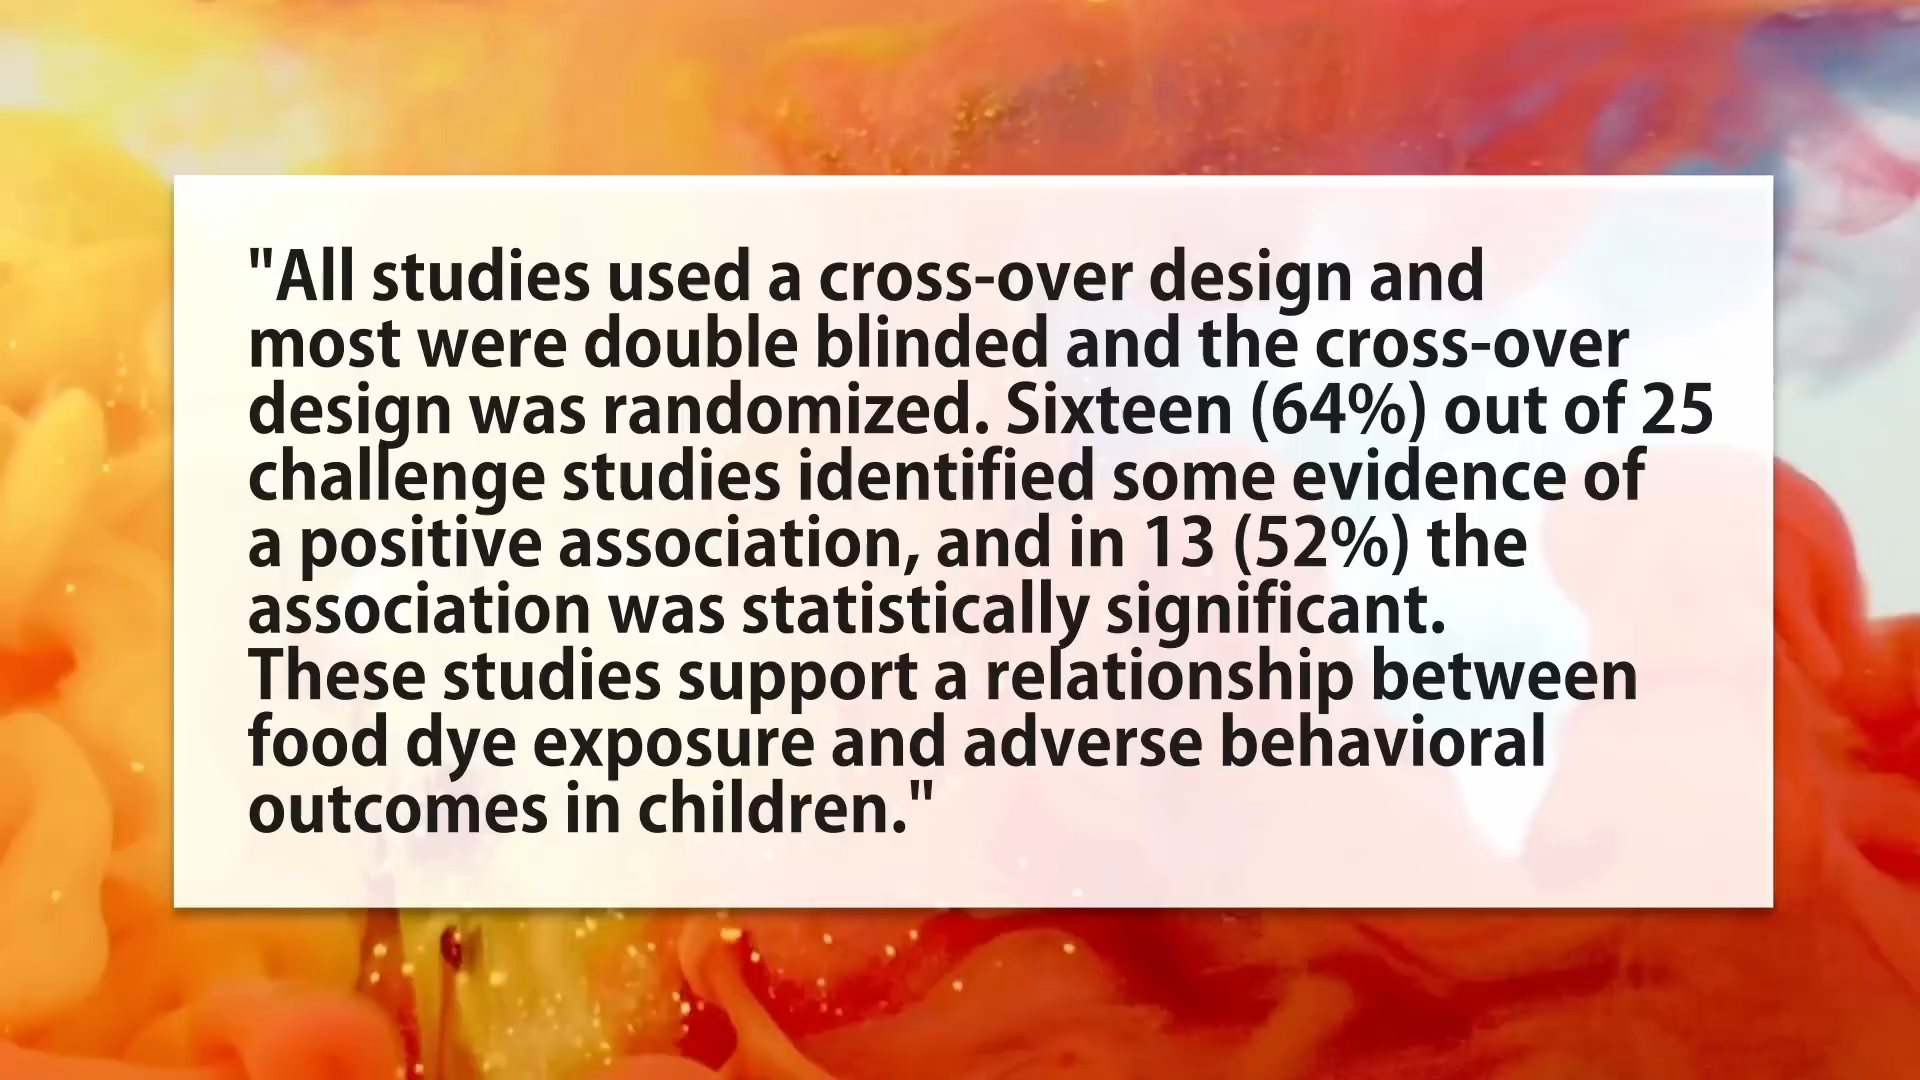 "All studies used a cross-over design and
most were double blinded and the cross-over
design was randomized. Sixteen (64%) out of 25
challenge studies identified some evidence of
a positive association, and in 13 (52%) the
association was statistically significant.
These studies support a relationship between
food dye exposure and adverse behavioral
outcomes in children."